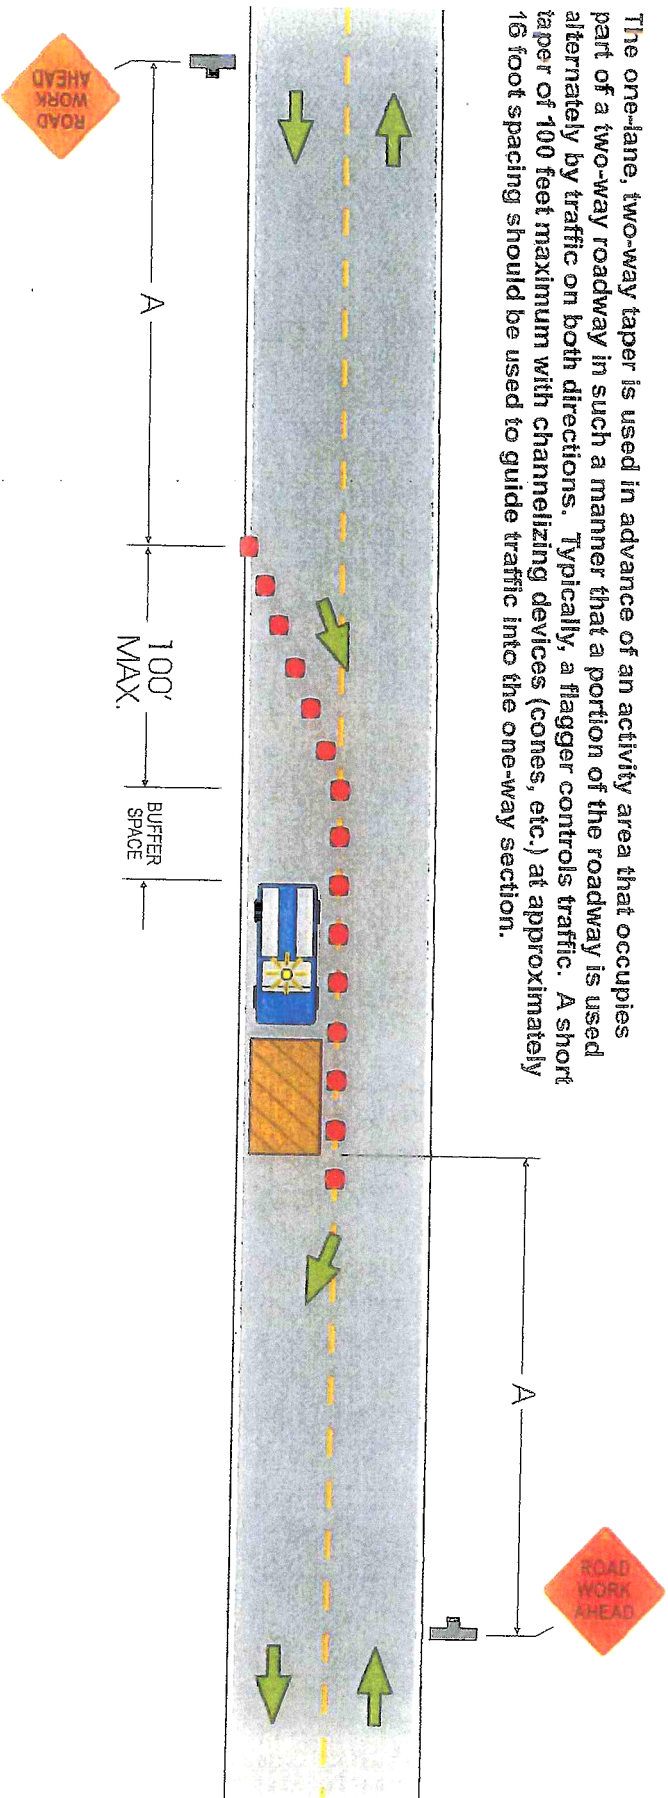 The one-lane, two-way taper is used in advance of an activity area that occupies
part of a two-way roadway in such a manner that a portion of the roadway is used
alternately by traffic on both directions. Typically, a flagger controls traffic. A short
taper of 100 feet maximum with channelizing devices (cones, etc.) at approximately
16 foot spacing should be used to guide traffic into the one-way section.
A
ROAD
WORK
AHEAD
A
100'
MAX.
BUFFER
SPACE
ROAD
WORK
AHEAD